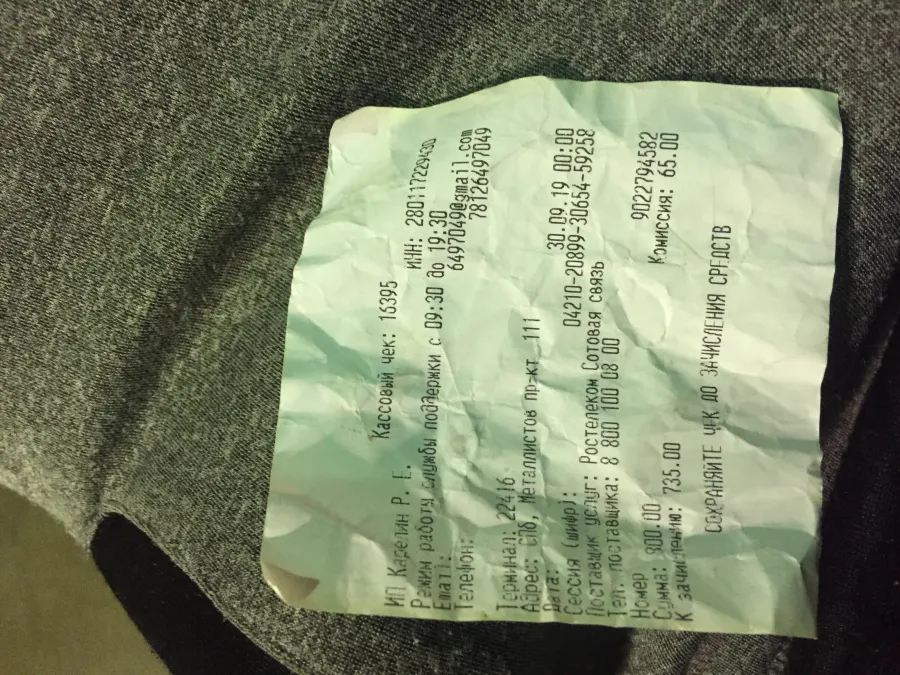 Кассовый чек: 16395
ИП Карелин Р. Е. ИНН:
Режим работы службы поддержки с 09:30 до 19:30
Email: 6497049@gmail.com
Телефон: 78126497049
Терминал: 22416
Адрес: СПб, Металлистов пр-кт 111
Дата: 30.09.19 00:00
Сессия (шифр): 04210-20899-30654-59258
Поставщик услуг: Ростелеком Сотовая связь
Тел. поставщика: 8 800 100 08 00
Номер 9022794582
Сумма: 800.00 Комиссия: 65.00
К зачислению: 735.00
СОХРАНЯЙТЕ ЧЕК ДО ЗАЧИСЛЕНИЯ СРЕДСТВ